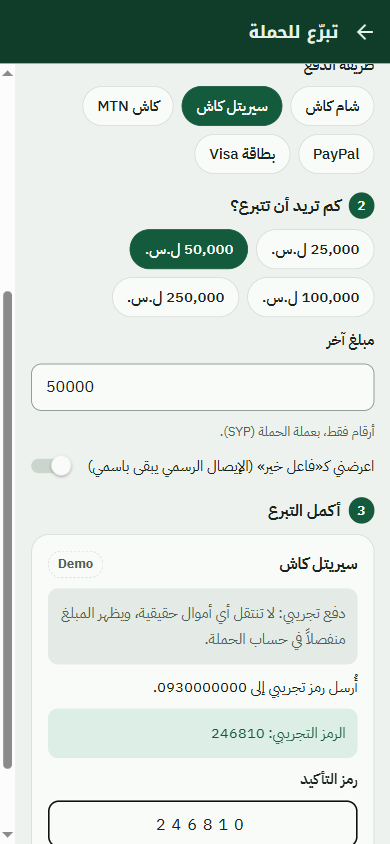 تبرّع للحملة
طريقة الدفع
شام كاش
سيريتل كاش
كاش MTN
PayPal
بطاقة Visa
2 كم تريد أن تتبرع؟
25,000 ل.س.
50,000 ل.س.
100,000 ل.س.
250,000 ل.س.
مبلغ آخر
50000
أرقام فقط، بعملة الحملة (SYP).
اعرضني كـ«فاعل خير» (الإيصال الرسمي يبقى باسمي)
3 أكمل التبرع
سيريتل كاش
Demo
دفع تجريبي: لا تنتقل أي أموال حقيقية، ويظهر المبلغ
منفصلاً في حساب الحملة.
أُرسل رمز تجريبي إلى 0930000000.
الرمز التجريبي: 246810
رمز التأكيد
246810